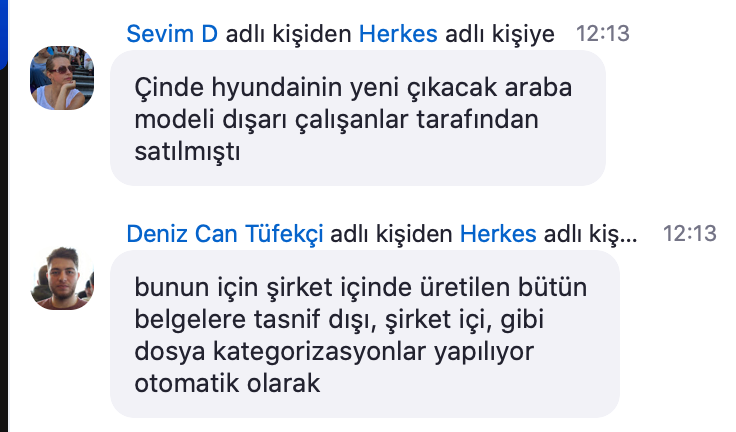 Sevim D adlı kişiden Herkes adlı kişiye 12:13
Çinde hyundainin yeni çıkacak araba
modeli dışarı çalışanlar tarafından
satılmıştı
Deniz Can Tüfekçi adlı kişiden Herkes adlı kiş... 12:13
bunun için şirket içinde üretilen bütün
belgelere tasnif dışı, şirket içi, gibi
dosya kategorizasyonlar yapılıyor
otomatik olarak